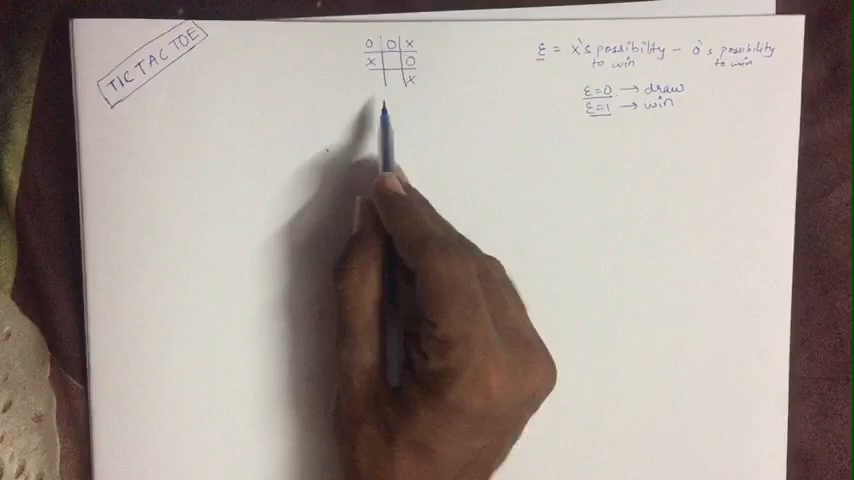 TIC TAC TOE
O O X
X O
X
ε = X's possibility - O's possibility
to win to win
ε=0 → draw
ε=1 → win